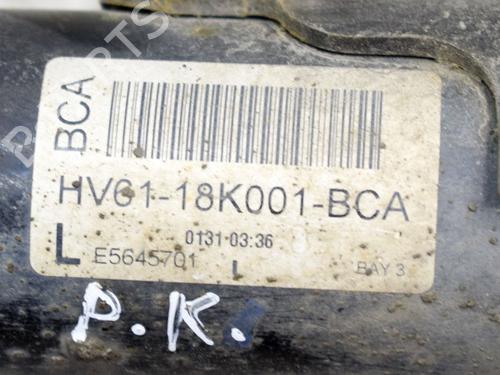 BCA
HV61-18K001-BCA
L
0131-03:36
E5645701
L
BAY 3
P.K.